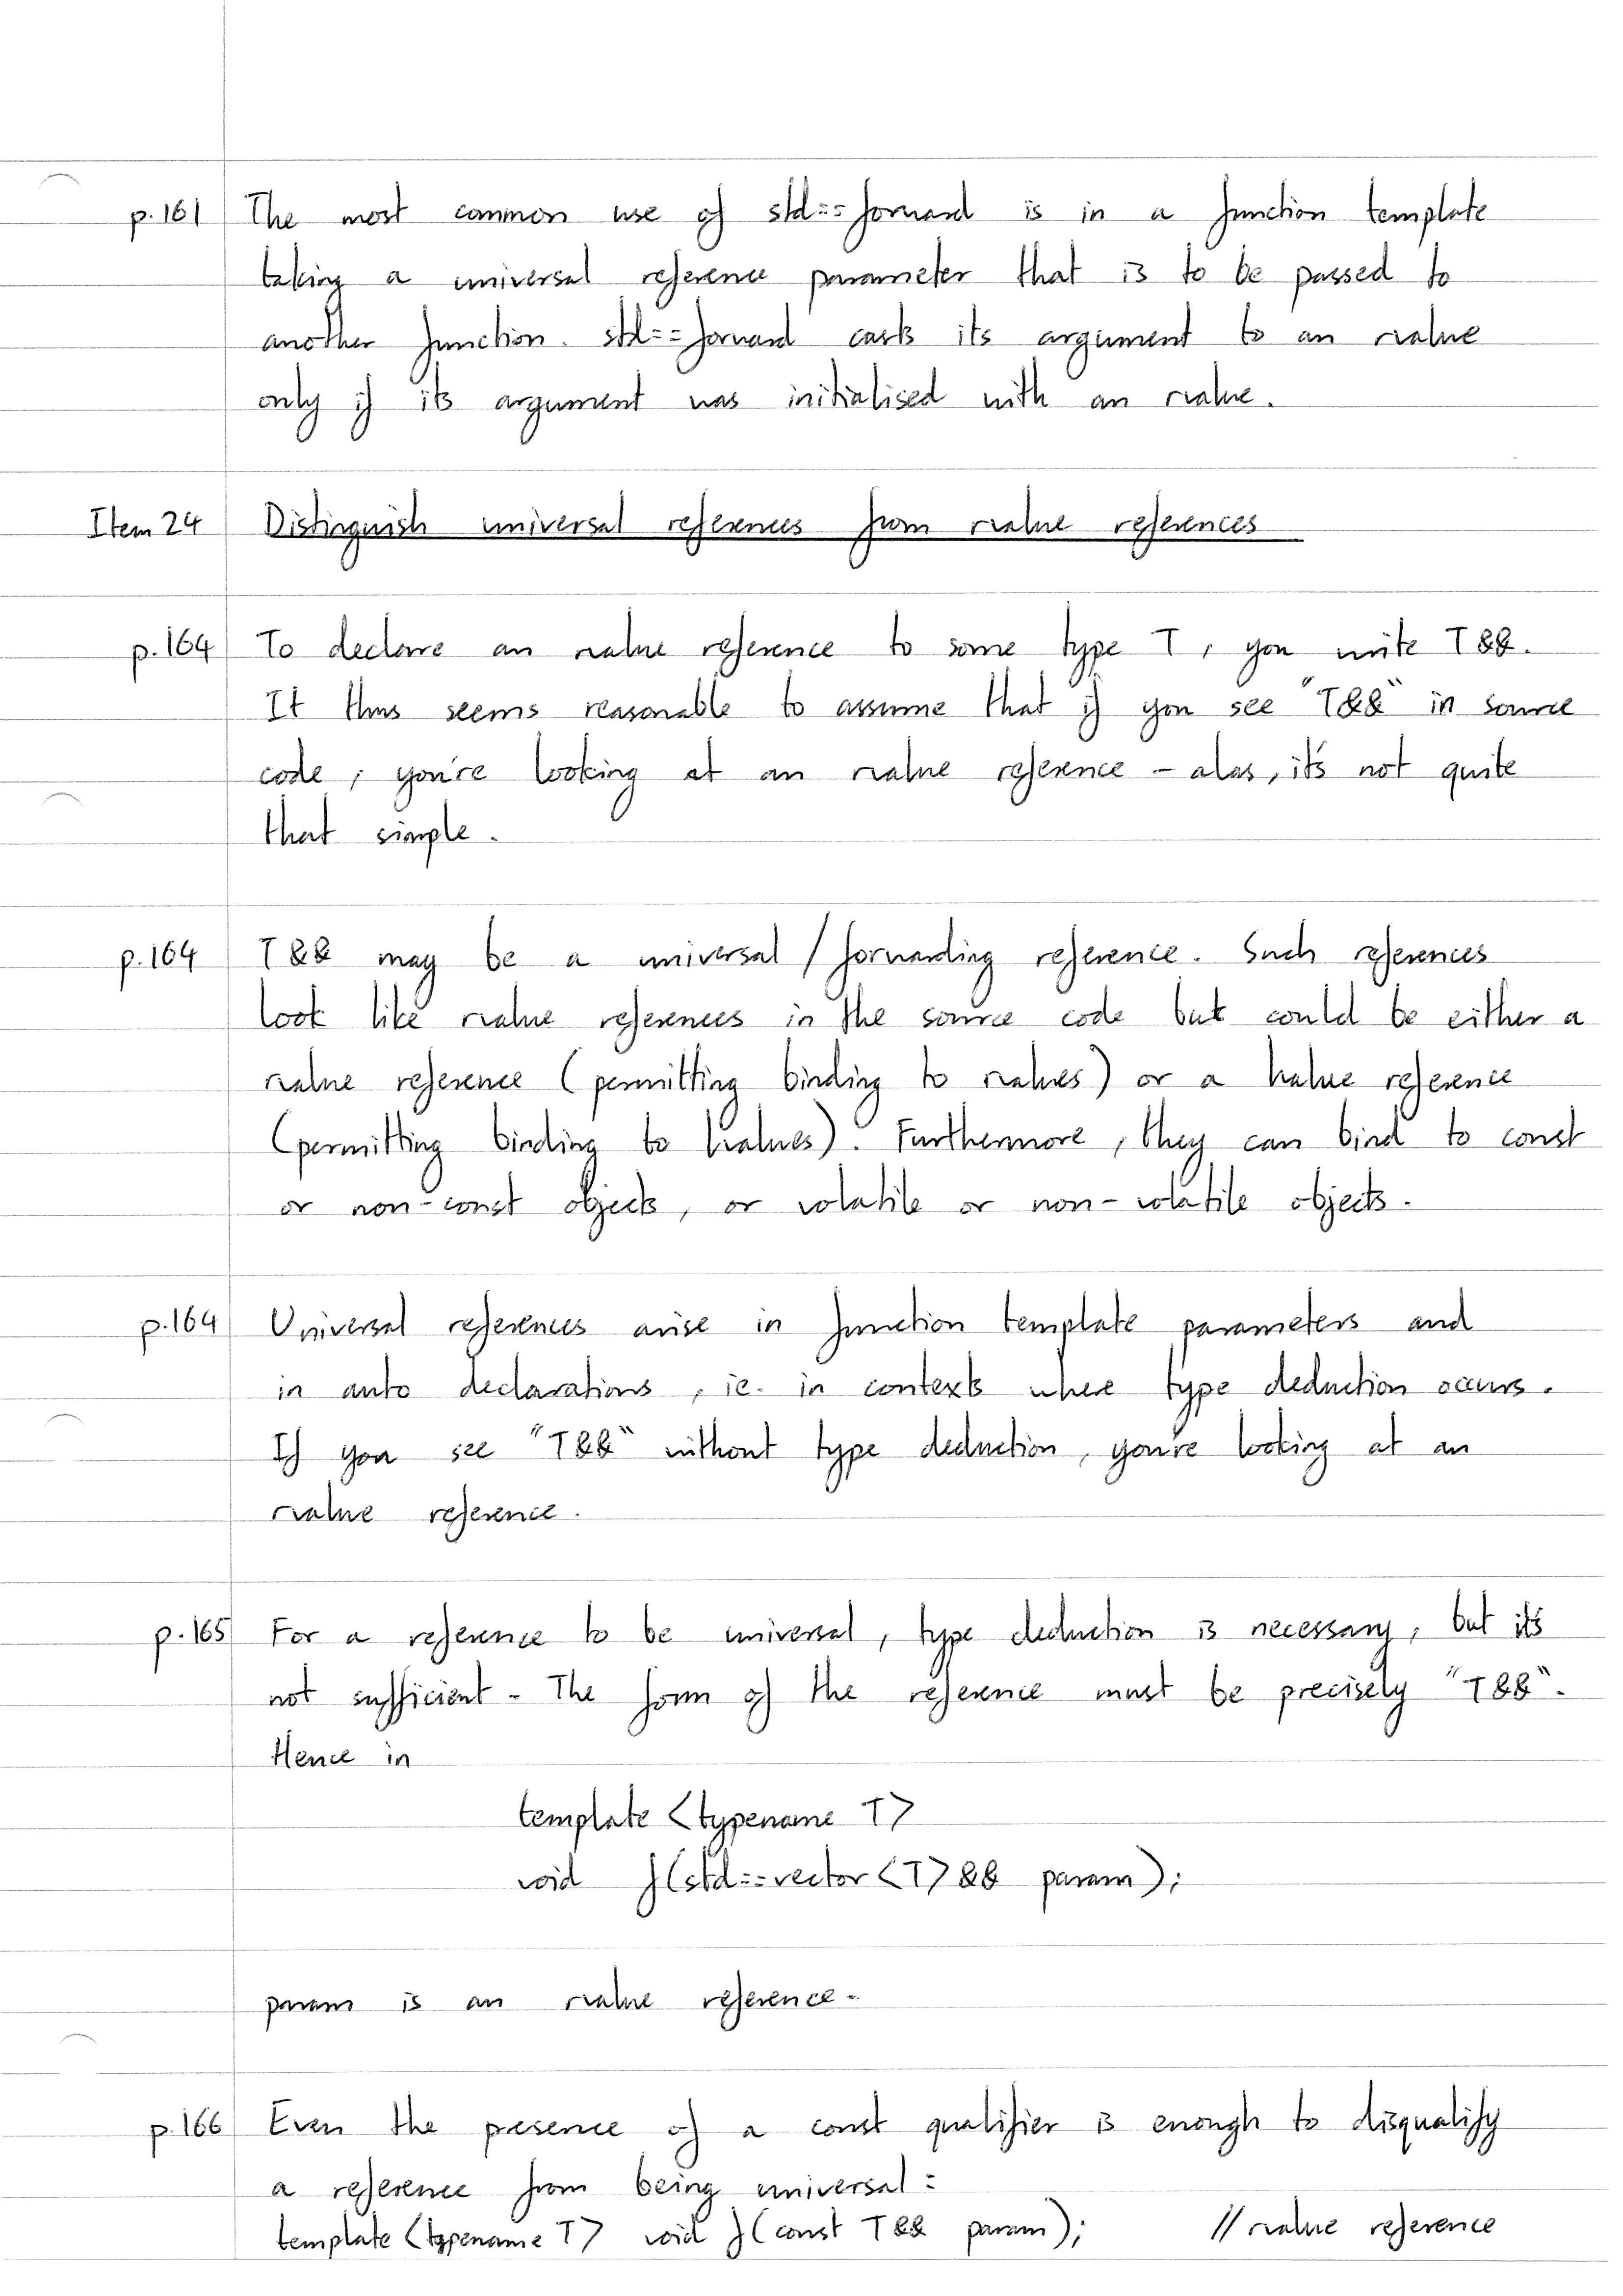 p.161 The most common use of std::forward is in a function template
taking a universal reference parameter that is to be passed to
another function. std::forward casts its argument to an rvalue
only if its argument was initialised with an rvalue.
Item 24 Distinguish universal references from rvalue references
p.164 To declare an rvalue reference to some type T, you write T&&.
It thus seems reasonable to assume that if you see "T&&" in source
code, you're looking at an rvalue reference - alas, it's not quite
that simple.
p.164 T&& may be a universal / forwarding reference. Such references
look like rvalue references in the source code but could be either a
rvalue reference (permitting binding to rvalues) or a lvalue reference
(permitting binding to lvalues). Furthermore, they can bind to const
or non-const objects, or volatile or non-volatile objects.
p.164 Universal references arise in function template parameters and
in auto declarations, ie. in contexts where type deduction occurs.
If you see "T&&" without type deduction, you're looking at an
rvalue reference.
p.165 For a reference to be universal, type deduction is necessary, but it's
not sufficient. The form of the reference must be precisely "T&&".
Hence in
template <typename T>
void f(std::vector<T>&& param);
param is an rvalue reference.
p.166 Even the presence of a const qualifier is enough to disqualify
a reference from being universal:
template <typename T> void f(const T&& param); // rvalue reference